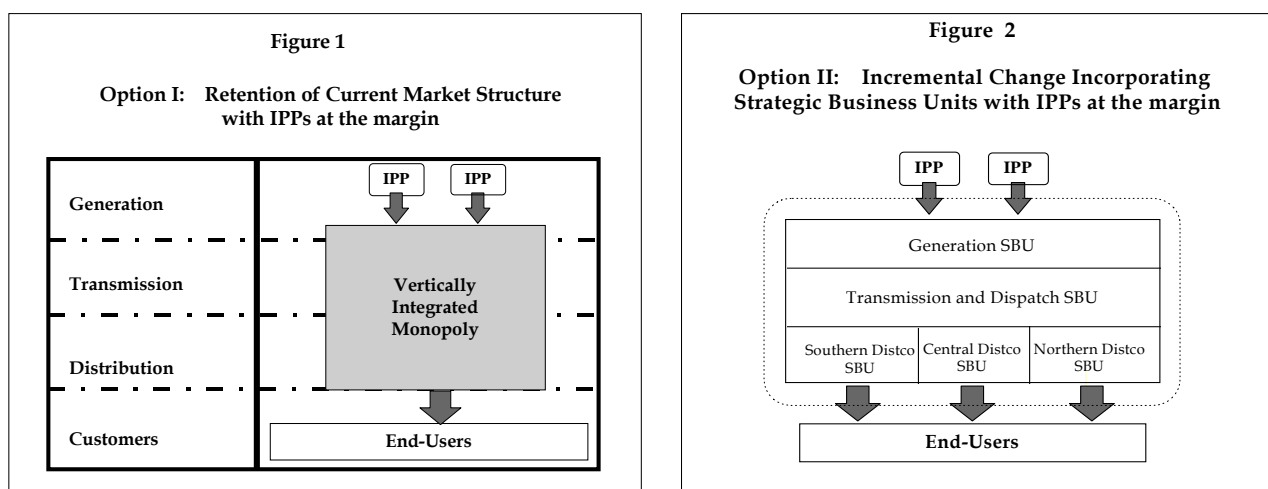 Figure 1
Option I: Retention of Current Market Structure
with IPPs at the margin
IPP IPP
Generation
Transmission
Distribution
Customers
Vertically
Integrated
Monopoly
End-Users
Figure 2
Option II: Incremental Change Incorporating
Strategic Business Units with IPPs at the margin
IPP IPP
Generation SBU
Transmission and Dispatch SBU
Southern Distco
SBU
Central Distco
SBU
Northern Distco
SBU
End-Users